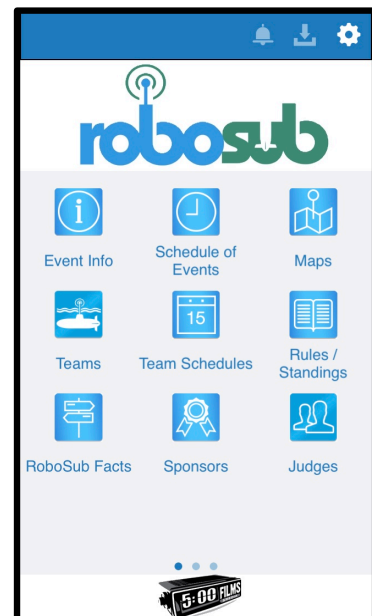 robosub
i
Event Info
Schedule of
Events
Maps
15
Teams
Team Schedules
Rules /
Standings
RoboSub Facts
Sponsors
Judges
5:00 FILMS